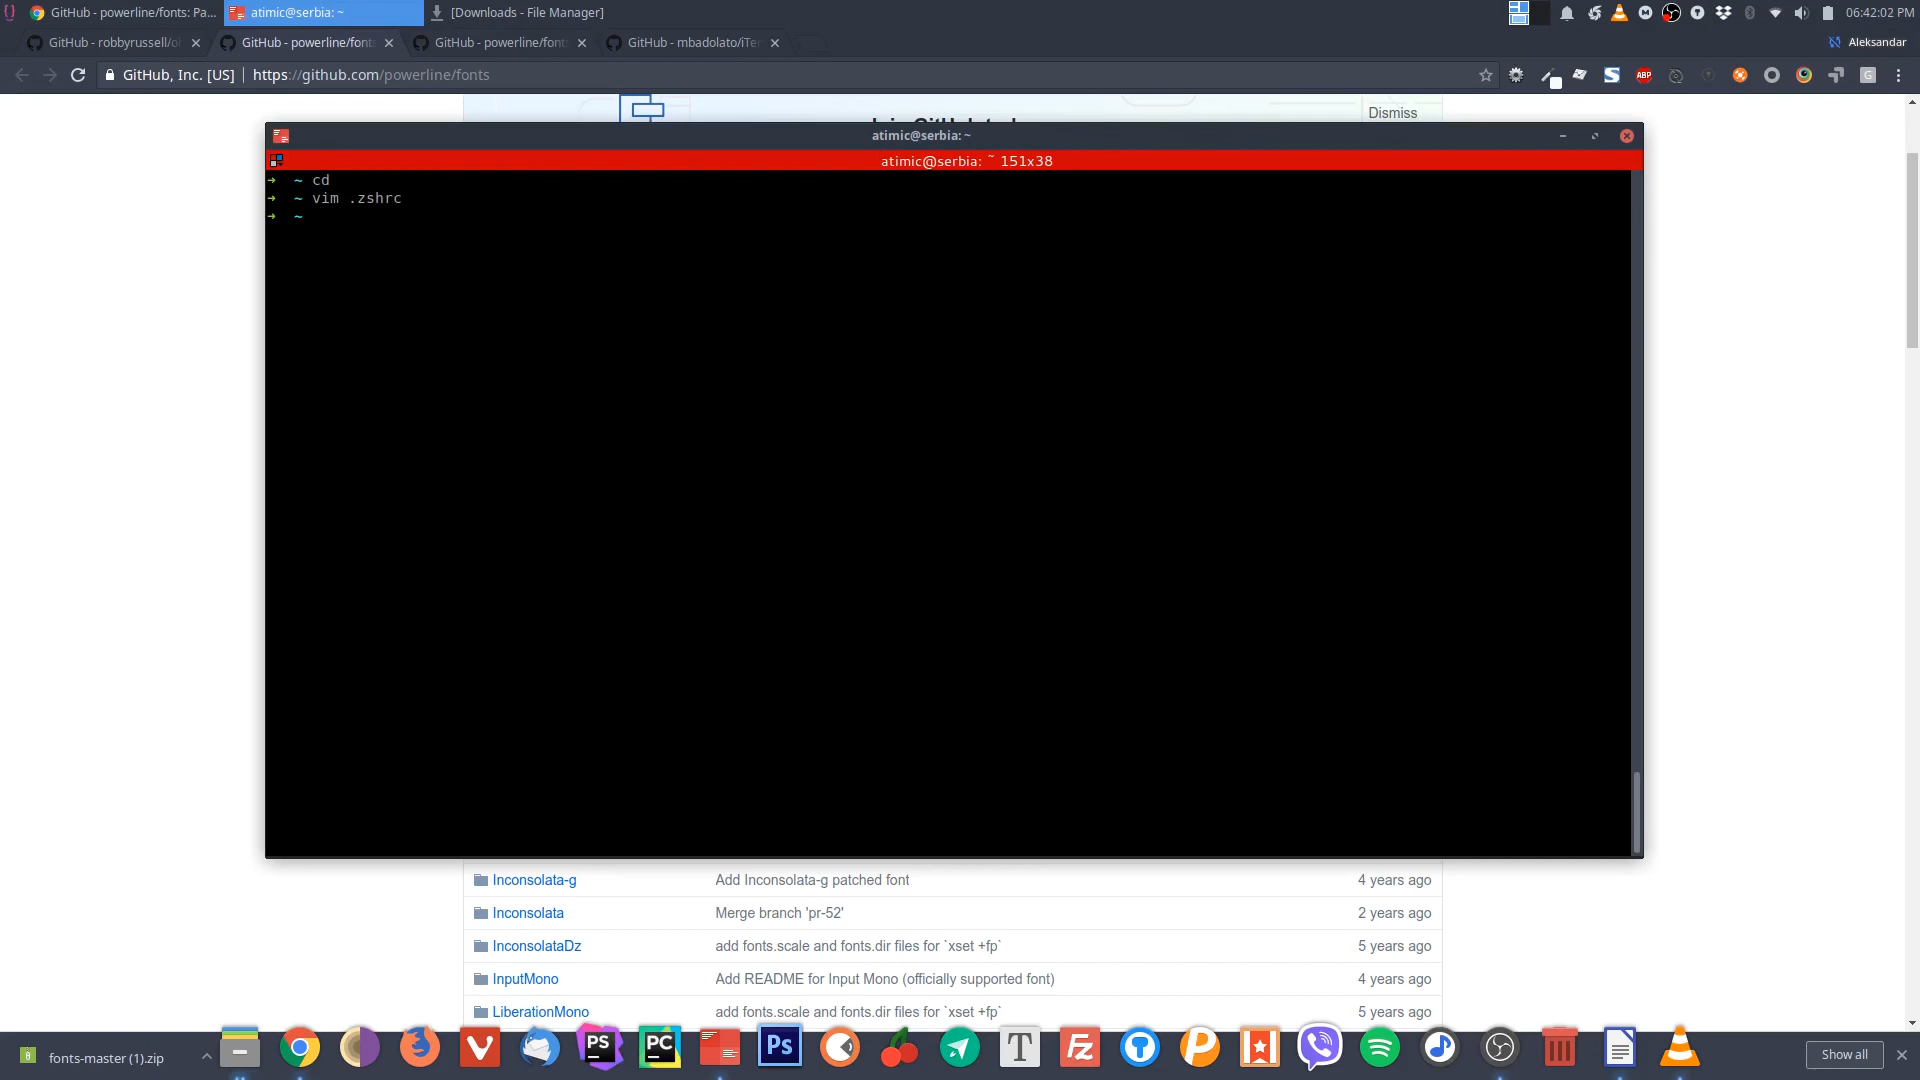 GitHub - powerline/fonts: Pa...
atimic@serbia: ~
[Downloads - File Manager]
06:42:02 PM
GitHub - robbyrussell/o
GitHub - powerline/font
GitHub - powerline/font
GitHub - mbadolato/iTe
Aleksandar
GitHub, Inc. [US]
https://github.com/powerline/fonts
ABP
G
Dismiss
atimic@serbia: ~
atimic@serbia: ~ 151x38
➜ ~ cd
➜ ~ vim .zshrc
➜ ~
Inconsolata-g Add Inconsolata-g patched font 4 years ago
Inconsolata Merge branch 'pr-52' 2 years ago
InconsolataDz add fonts.scale and fonts.dir files for `xset +fp` 5 years ago
InputMono Add README for Input Mono (officially supported font) 4 years ago
LiberationMono add fonts.scale and fonts.dir files for `xset +fp` 5 years ago
fonts-master (1).zip
PS
PC
Ps
T
Fz
P
Show all